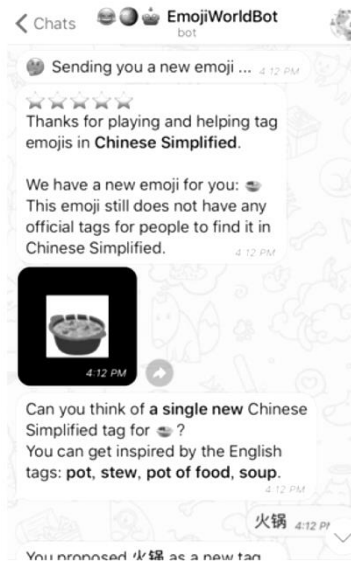 Chats
EmojiWorldBot
bot
Sending you a new emoji ... 4:12 PM
Thanks for playing and helping tag
emojis in Chinese Simplified.
We have a new emoji for you:
This emoji still does not have any
official tags for people to find it in
Chinese Simplified.
4:12 PM
4:12 PM
Can you think of a single new Chinese
Simplified tag for ?
You can get inspired by the English
tags: pot, stew, pot of food, soup.
4:12 PM
火锅 4:12 PM
You proposed 火锅 as a new tag